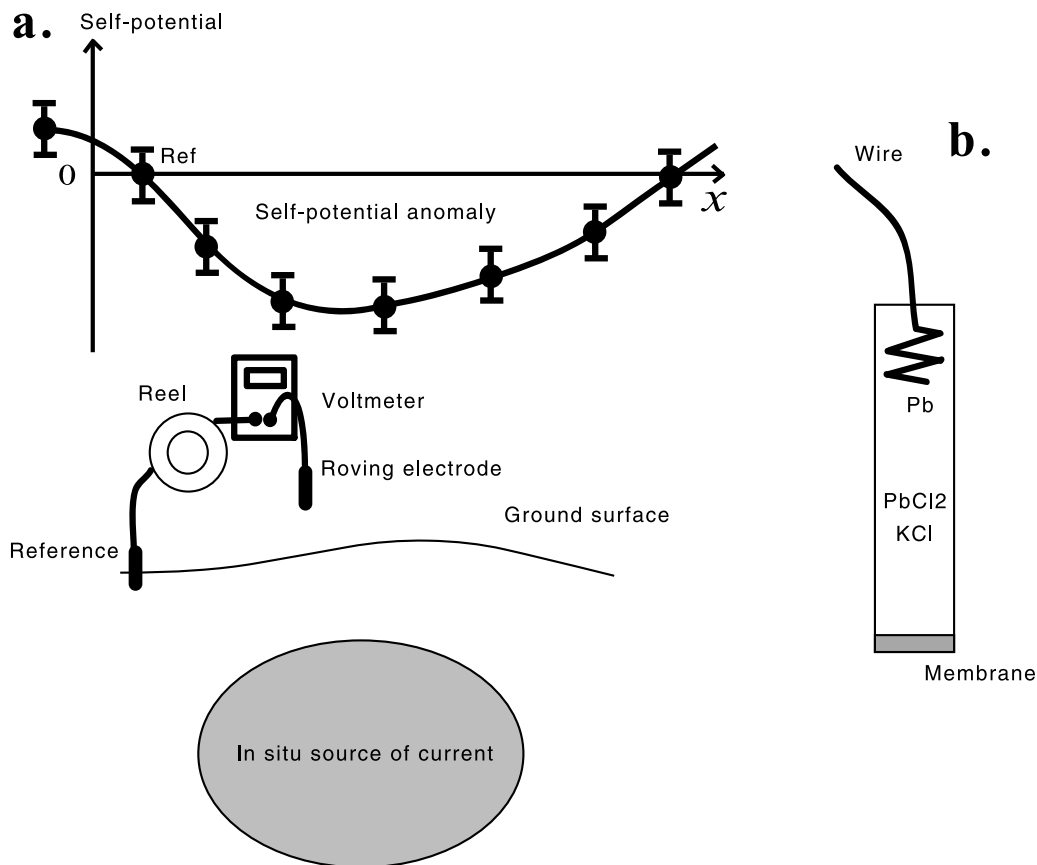 a.
Self-potential
Ref
0
x
Self-potential anomaly
Reel
Voltmeter
Roving electrode
Ground surface
Reference
In situ source of current
b.
Wire
Pb
PbCl2
KCl
Membrane